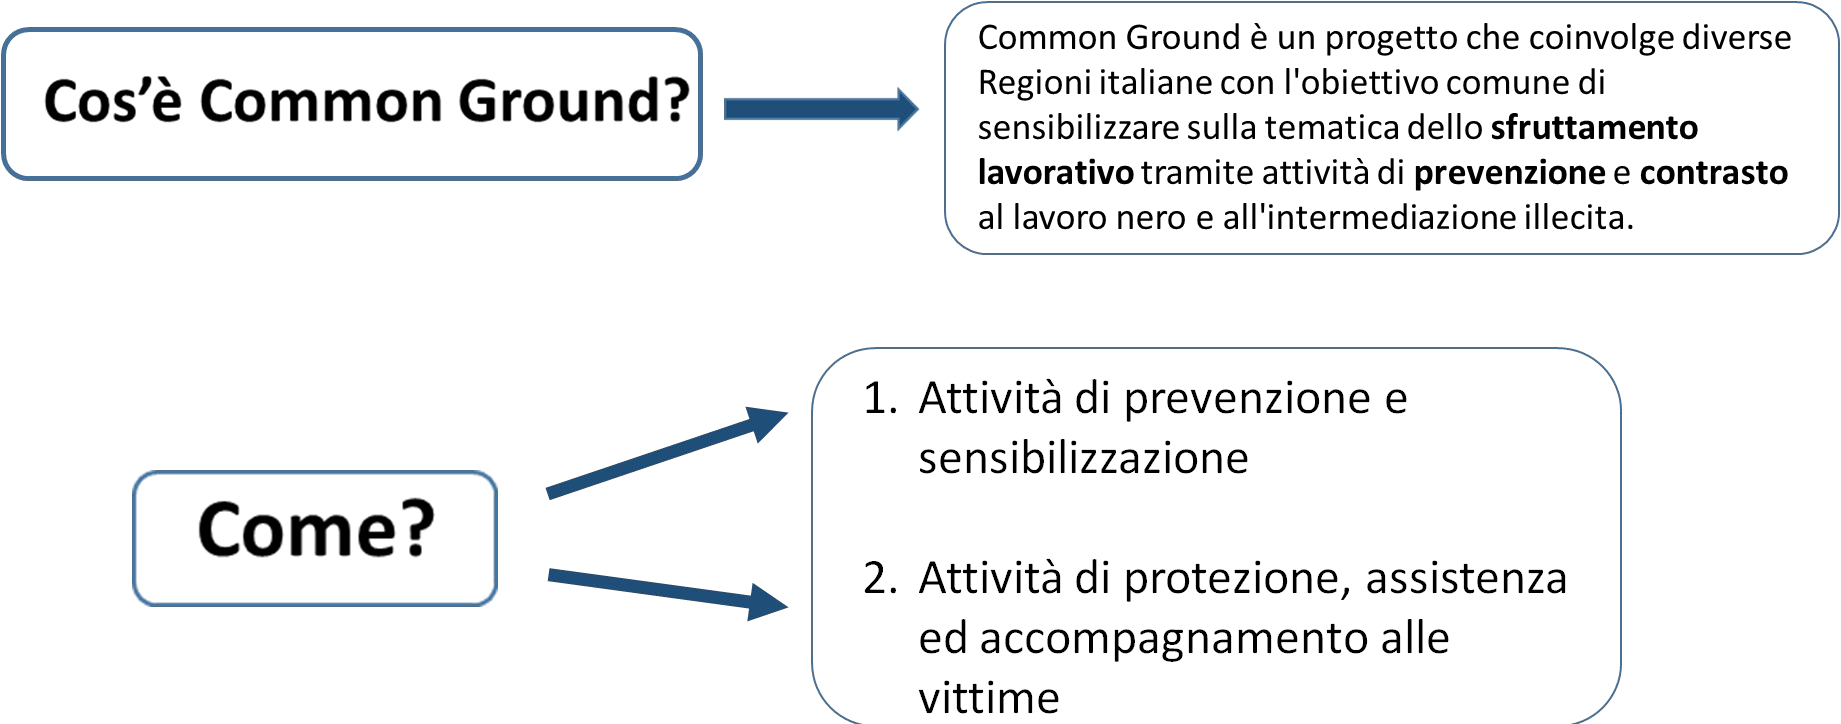 Cos’è Common Ground?
Common Ground è un progetto che coinvolge diverse
Regioni italiane con l'obiettivo comune di
sensibilizzare sulla tematica dello sfruttamento
lavorativo tramite attività di prevenzione e contrasto
al lavoro nero e all'intermediazione illecita.
Come?
1. Attività di prevenzione e
sensibilizzazione
2. Attività di protezione, assistenza
ed accompagnamento alle
vittime